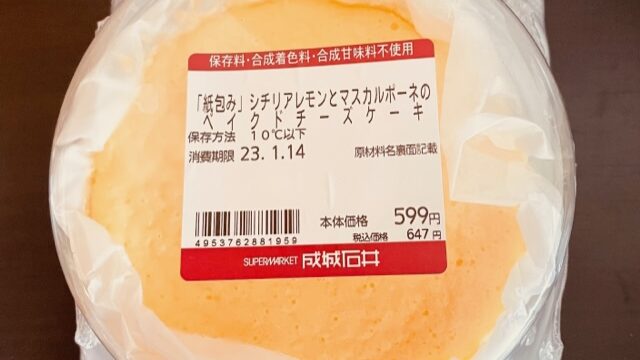 保存料・合成着色料・合成甘味料不使用
「紙包み」シチリアレモンとマスカルポーネの
ベイクドチーズケーキ
保存方法 10℃以下
消費期限 23.1.14 原材料名裏面記載
本体価格 599円
税込価格 647円
4953762881959
SUPERMARKET 成城石井